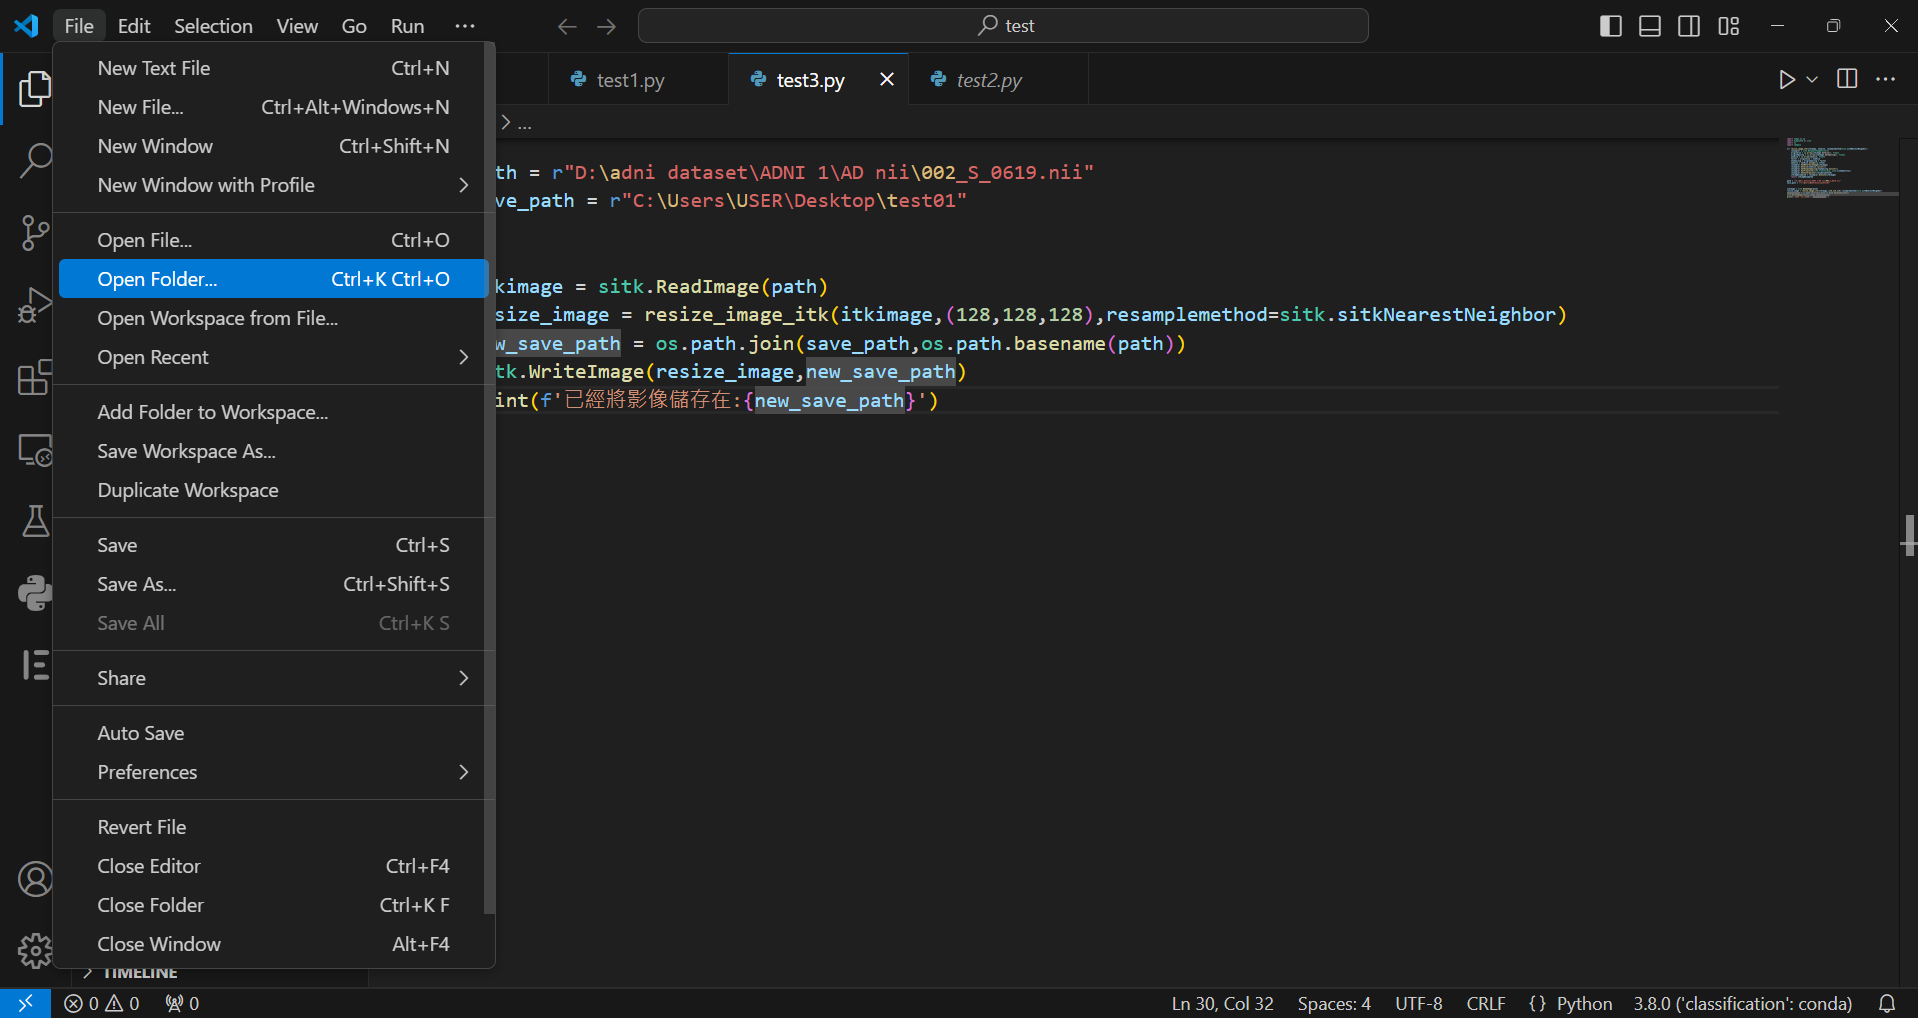 File Edit Selection View Go Run ···
test
New Text File Ctrl+N
New File... Ctrl+Alt+Windows+N
New Window Ctrl+Shift+N
New Window with Profile
Open File... Ctrl+O
Open Folder... Ctrl+K Ctrl+O
Open Workspace from File...
Open Recent
Add Folder to Workspace...
Save Workspace As...
Duplicate Workspace
Save Ctrl+S
Save As... Ctrl+Shift+S
Save All Ctrl+K S
Share
Auto Save
Preferences
Revert File
Close Editor Ctrl+F4
Close Folder Ctrl+K F
Close Window Alt+F4
TIMELINE
test1.py test3.py test2.py
> ...
th = r"D:\adni dataset\ADNI 1\AD nii\002_S_0619.nii"
ve_path = r"C:\Users\USER\Desktop\test01"
kimage = sitk.ReadImage(path)
size_image = resize_image_itk(itkimage,(128,128,128),resamplemethod=sitk.sitkNearestNeighbor)
w_save_path = os.path.join(save_path,os.path.basename(path))
tk.WriteImage(resize_image,new_save_path)
int(f'已經將影像儲存在:{new_save_path}')
0 0 0
Ln 30, Col 32 Spaces: 4 UTF-8 CRLF {} Python 3.8.0 ('classification': conda)